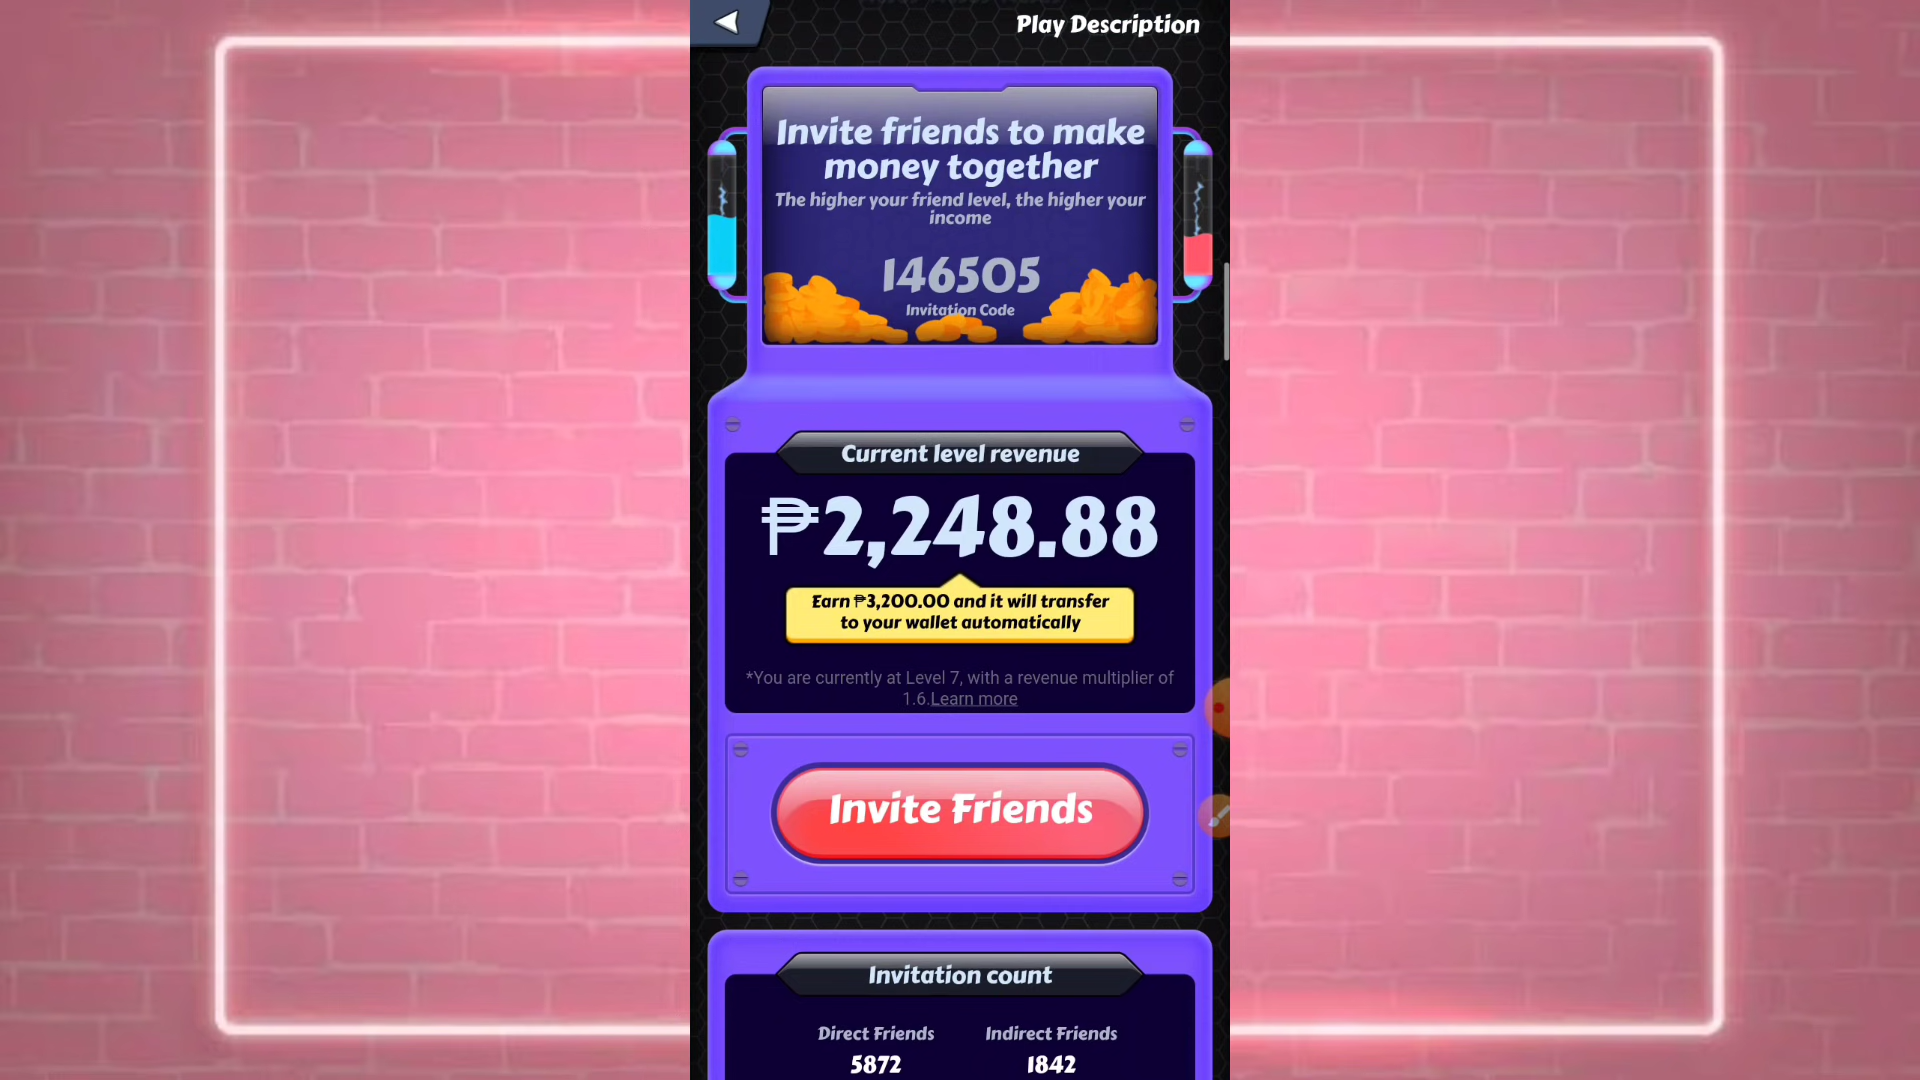 Play Description
Invite friends to make
money together
The higher your friend level, the higher your
income
146505
Invitation Code
Current level revenue
₱2,248.88
Earn ₱3,200.00 and it will transfer
to your wallet automatically
*You are currently at Level 7, with a revenue multiplier of
1.6.Learn more
Invite Friends
Invitation count
Direct Friends Indirect Friends
5872 1842